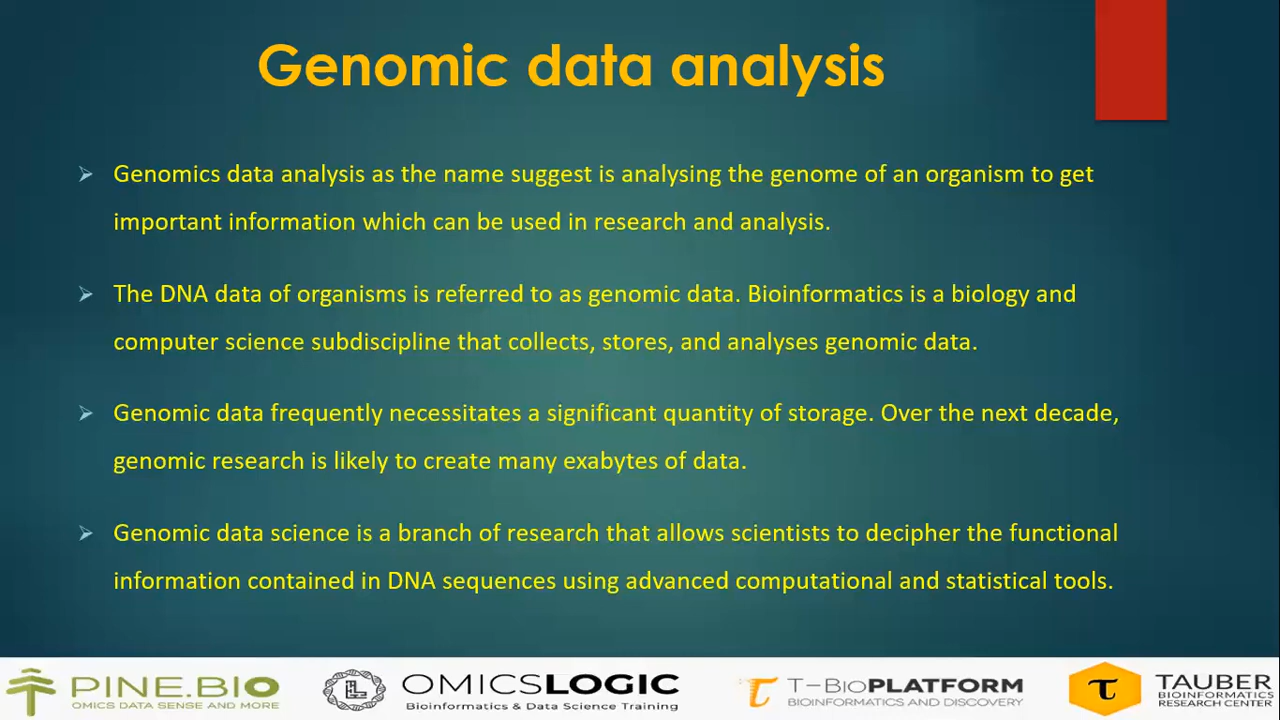 Genomic data analysis
Genomics data analysis as the name suggest is analysing the genome of an organism to get
important information which can be used in research and analysis.
The DNA data of organisms is referred to as genomic data. Bioinformatics is a biology and
computer science subdiscipline that collects, stores, and analyses genomic data.
Genomic data frequently necessitates a significant quantity of storage. Over the next decade,
genomic research is likely to create many exabytes of data.
Genomic data science is a branch of research that allows scientists to decipher the functional
information contained in DNA sequences using advanced computational and statistical tools.
PINE.BIO
OMICS DATA SENSE AND MORE
OMICSLOGIC
Bioinformatics & Data Science Training
T-BioPLATFORM
BIOINFORMATICS AND DISCOVERY
TAUBER
BIOINFORMATICS
RESEARCH CENTER